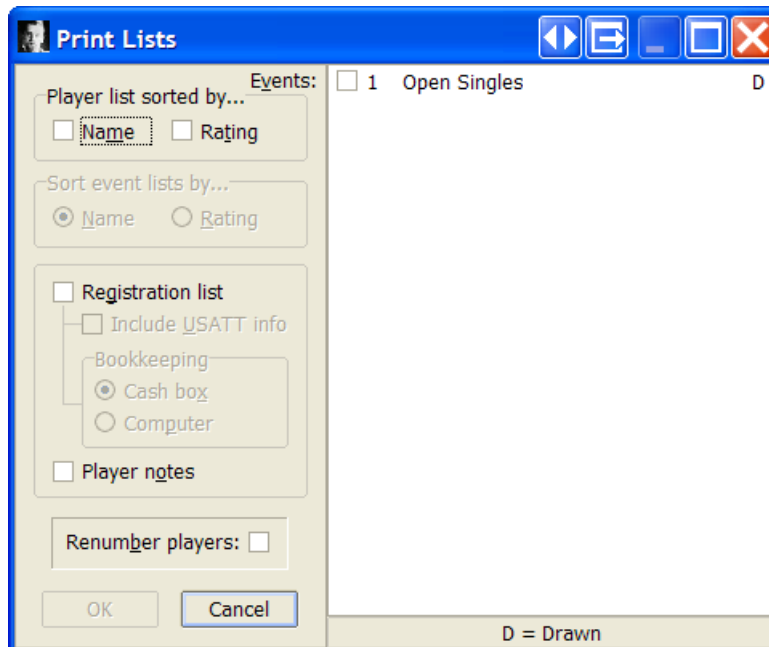 Print Lists
Events:
Player list sorted by...
Name Rating
Sort event lists by...
Name Rating
Registration list
Include USATT info
Bookkeeping
Cash box
Computer
Player notes
Renumber players:
OK Cancel
1 Open Singles D
D = Drawn